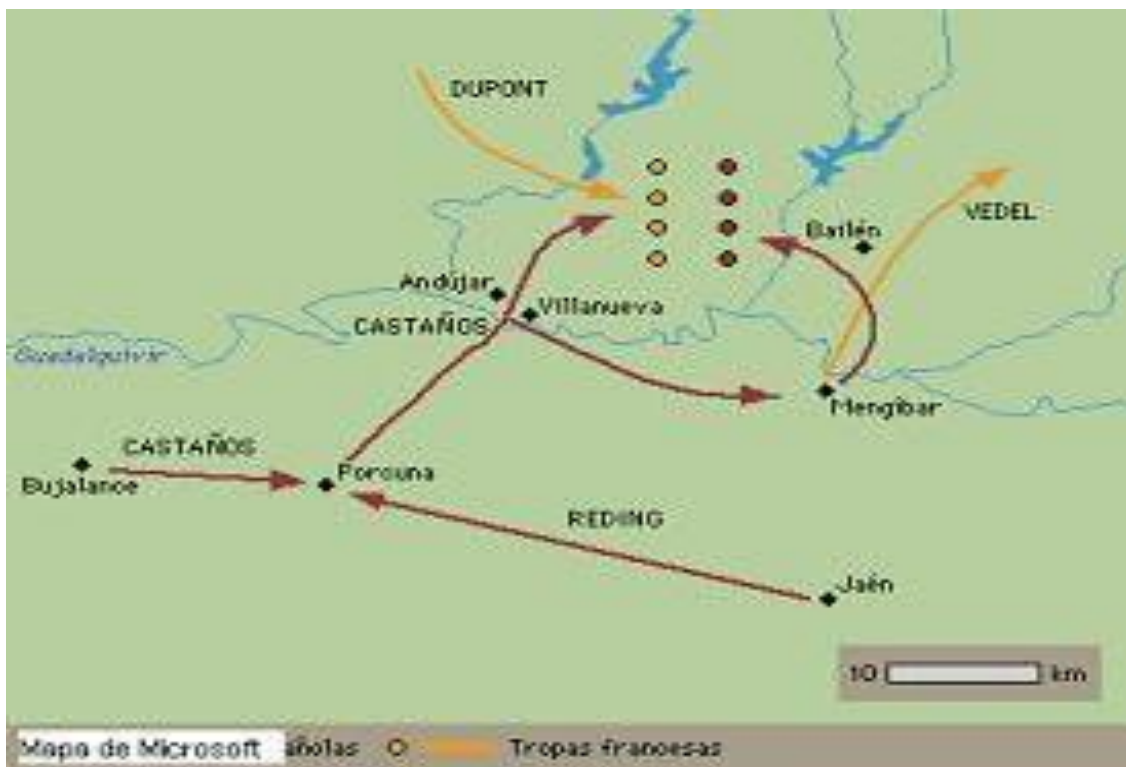 DUPONT
VEDEL
Bailén
Andújar
Villanueva
CASTAÑOS
Guadalquivir
Mengíbar
CASTAÑOS
Porcuna
Bujalance
REDING
Jaén
10 km
Mapa de Microsoft añolas Tropas francesas